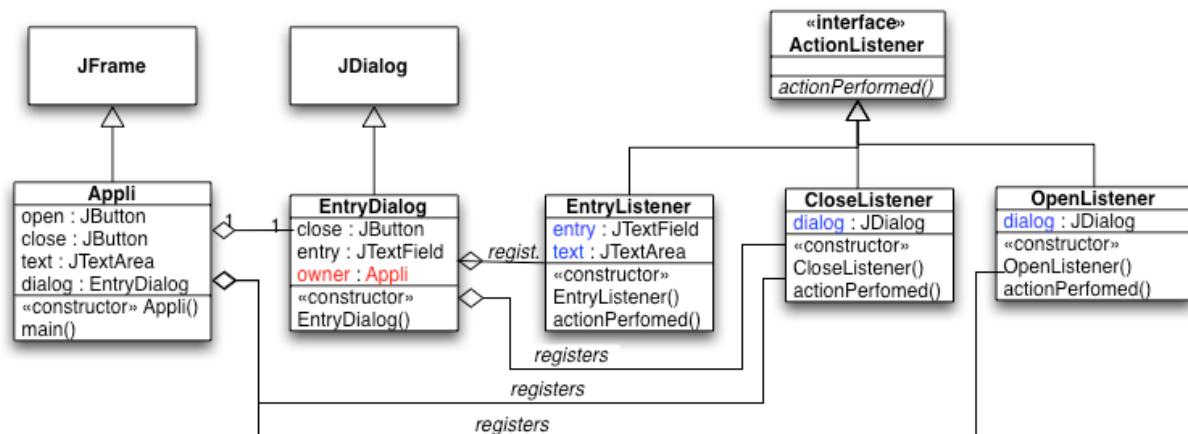 JFrame
JDialog
«interface»
ActionListener
actionPerformed()
Appli
open : JButton
close : JButton
text : JTextArea
dialog : EntryDialog
«constructor» Appli()
main()
1
1
EntryDialog
close : JButton
entry : JTextField
owner : Appli
«constructor»
EntryDialog()
regist.
EntryListener
entry : JTextField
text : JTextArea
«constructor»
EntryListener()
actionPerfomed()
CloseListener
dialog : JDialog
«constructor»
CloseListener()
actionPerfomed()
OpenListener
dialog : JDialog
«constructor»
OpenListener()
actionPerfomed()
registers
registers
registers